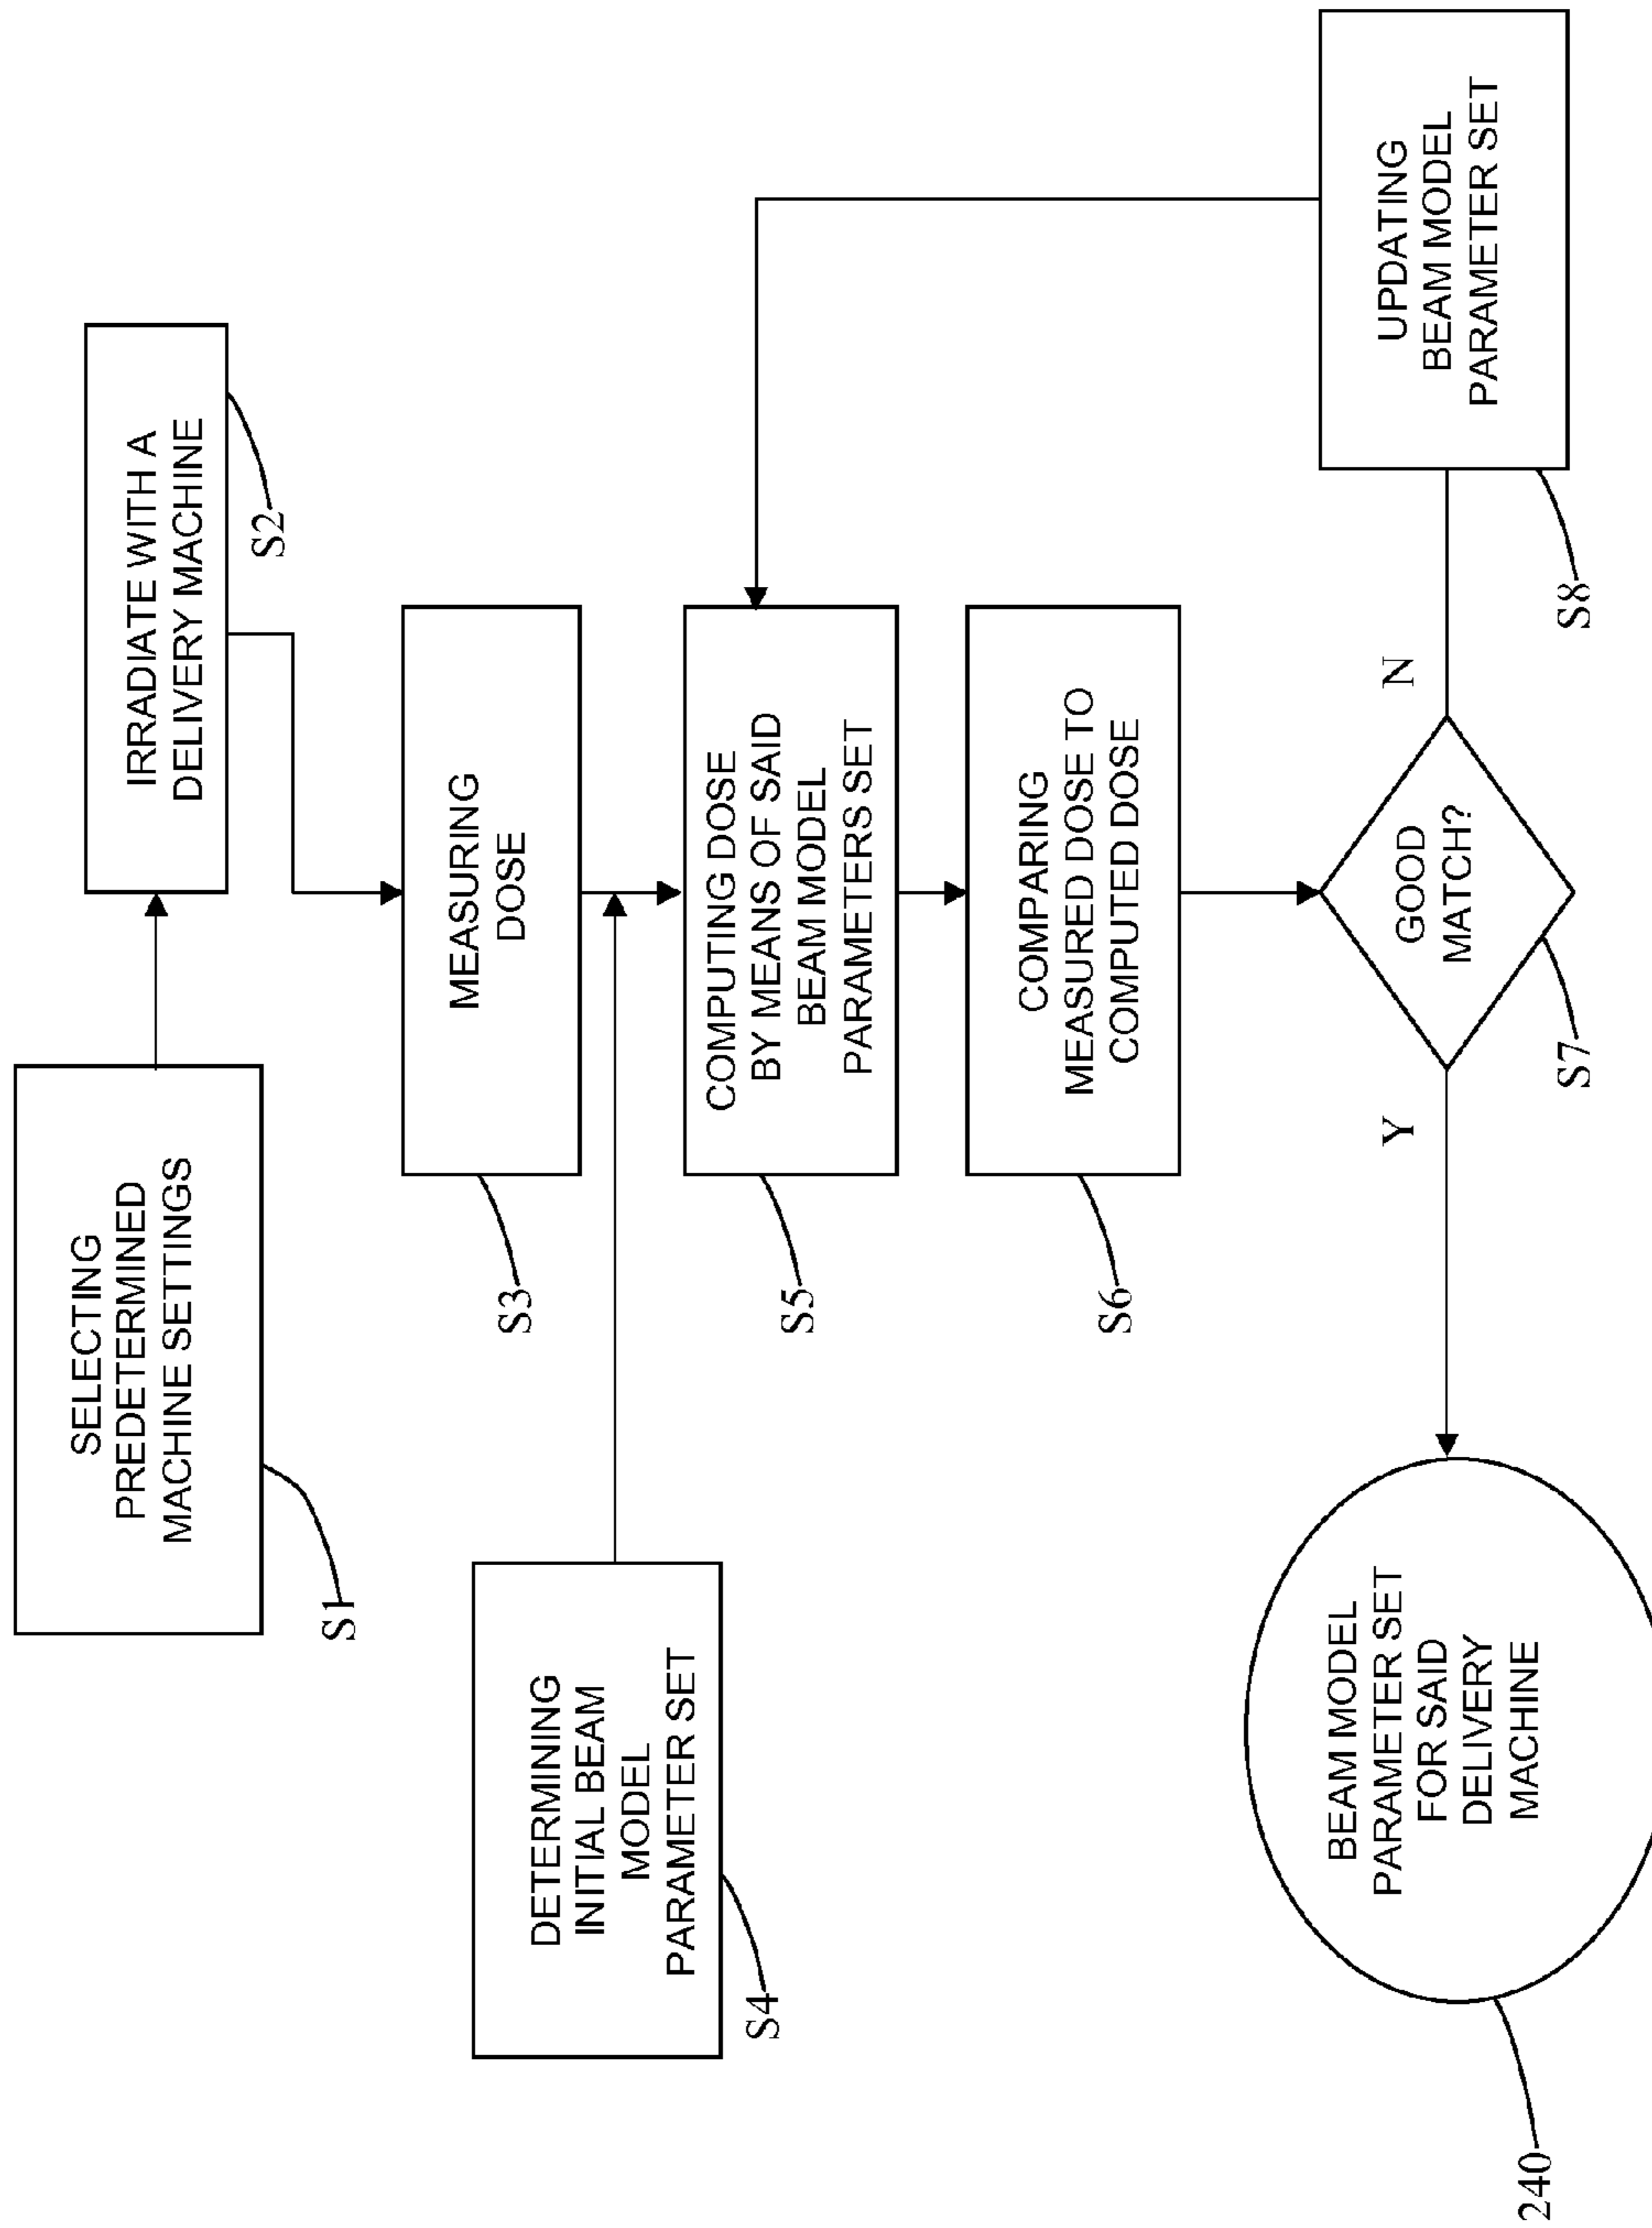 SELECTING
PREDETERMINED
MACHINE SETTINGS
S1
IRRADIATE WITH A
DELIVERY MACHINE
S2
MEASURING
DOSE
S3
DETERMINING
INITIAL BEAM
MODEL
PARAMETER SET
S4
COMPUTING DOSE
BY MEANS OF SAID
BEAM MODEL
PARAMETERS SET
S5
COMPARING
MEASURED DOSE TO
COMPUTED DOSE
S6
GOOD
MATCH?
S7
Y
N
UPDATING
BEAM MODEL
PARAMETER SET
S8
BEAM MODEL
PARAMETER SET
FOR SAID
DELIVERY
MACHINE
240